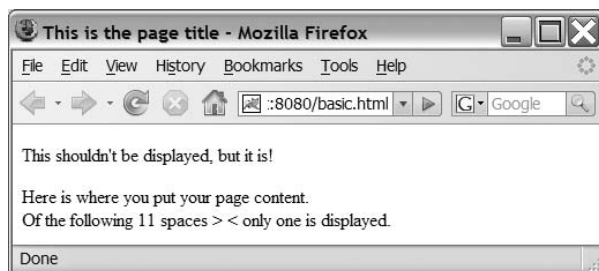 This is the page title - Mozilla Firefox
File Edit View History Bookmarks Tools Help
::8080/basic.html G Google
This shouldn't be displayed, but it is!
Here is where you put your page content.
Of the following 11 spaces > < only one is displayed.
Done